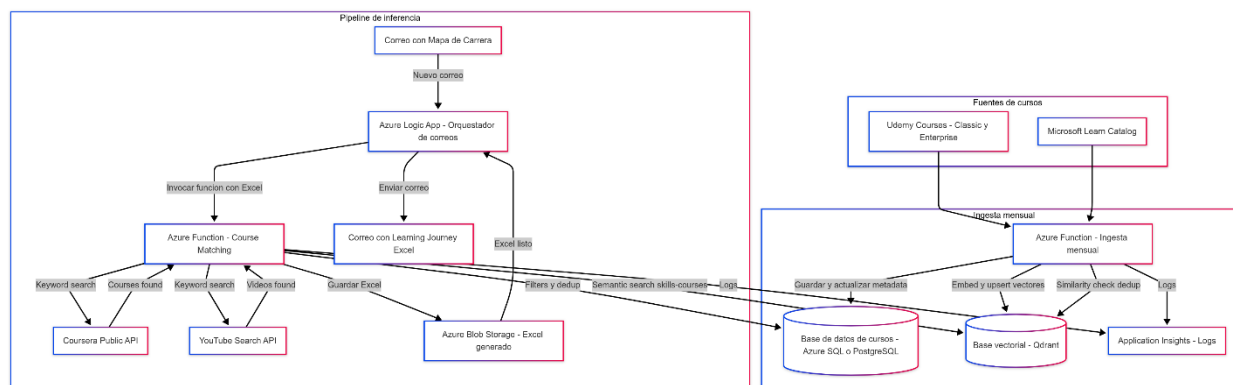 Pipeline de inferencia
Correo con Mapa de Carrera
Nuevo correo
Azure Logic App - Orquestador
de correos
Invocar funcion con Excel
Enviar correo
Azure Function - Course
Matching
Correo con Learning Journey
Excel
Excel listo
Keyword search
Courses found
Keyword search
Videos found
Guardar Excel
Filters y dedup
Semantic search skills-courses
Logs
Coursera Public API
YouTube Search API
Azure Blob Storage - Excel
generado
Fuentes de cursos
Udemy Courses - Classic y
Enterprise
Microsoft Learn Catalog
Ingesta mensual
Azure Function - Ingesta
mensual
Guardar y actualizar metadata
Embed y upsert vectores
Similarity check dedup
Logs
Base de datos de cursos -
Azure SQL o PostgreSQL
Base vectorial - Qdrant
Application Insights - Logs